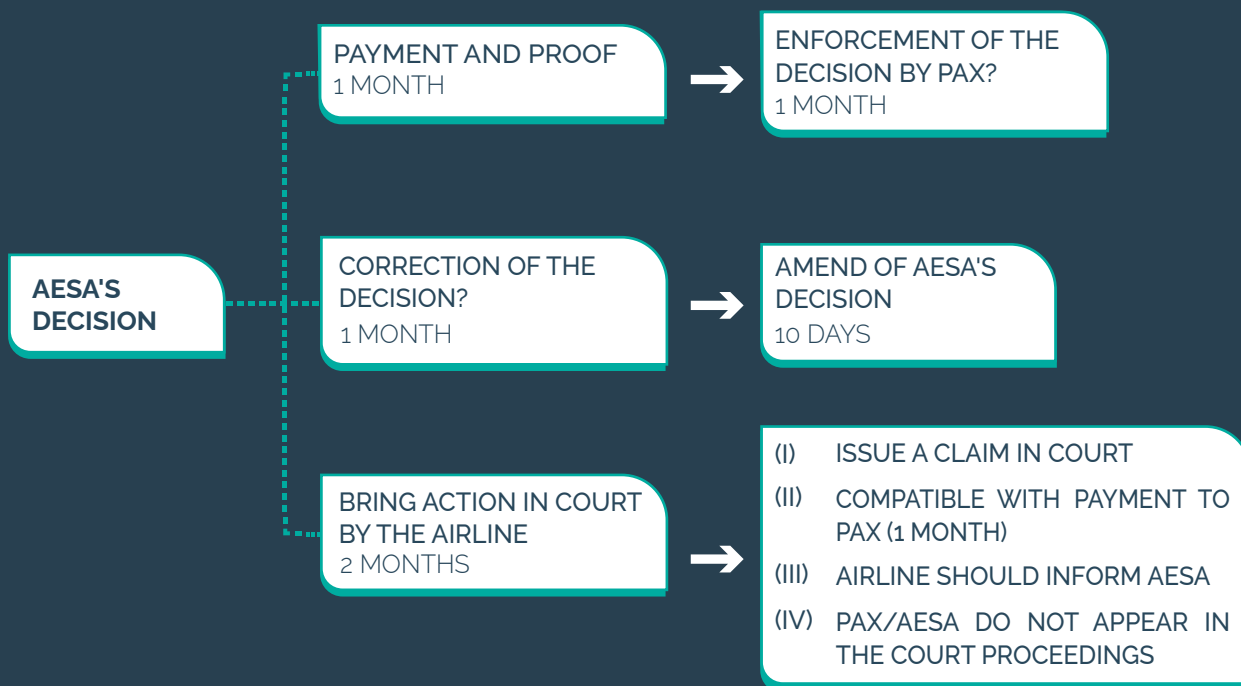 AESA'S
DECISION
PAYMENT AND PROOF
1 MONTH
ENFORCEMENT OF THE
DECISION BY PAX?
1 MONTH
CORRECTION OF THE
DECISION?
1 MONTH
AMEND OF AESA'S
DECISION
10 DAYS
BRING ACTION IN COURT
BY THE AIRLINE
2 MONTHS
(I) ISSUE A CLAIM IN COURT
(II) COMPATIBLE WITH PAYMENT TO
PAX (1 MONTH)
(III) AIRLINE SHOULD INFORM AESA
(IV) PAX/AESA DO NOT APPEAR IN
THE COURT PROCEEDINGS